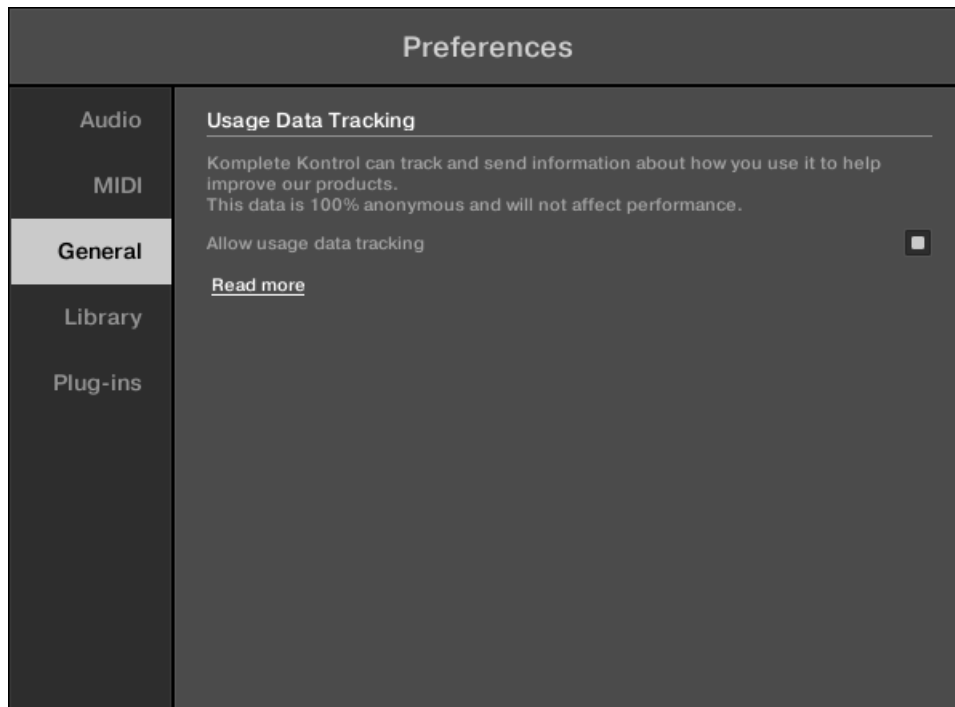 Preferences
Audio
MIDI
General
Library
Plug-ins
Usage Data Tracking
Komplete Kontrol can track and send information about how you use it to help
improve our products.
This data is 100% anonymous and will not affect performance.
Allow usage data tracking
Read more